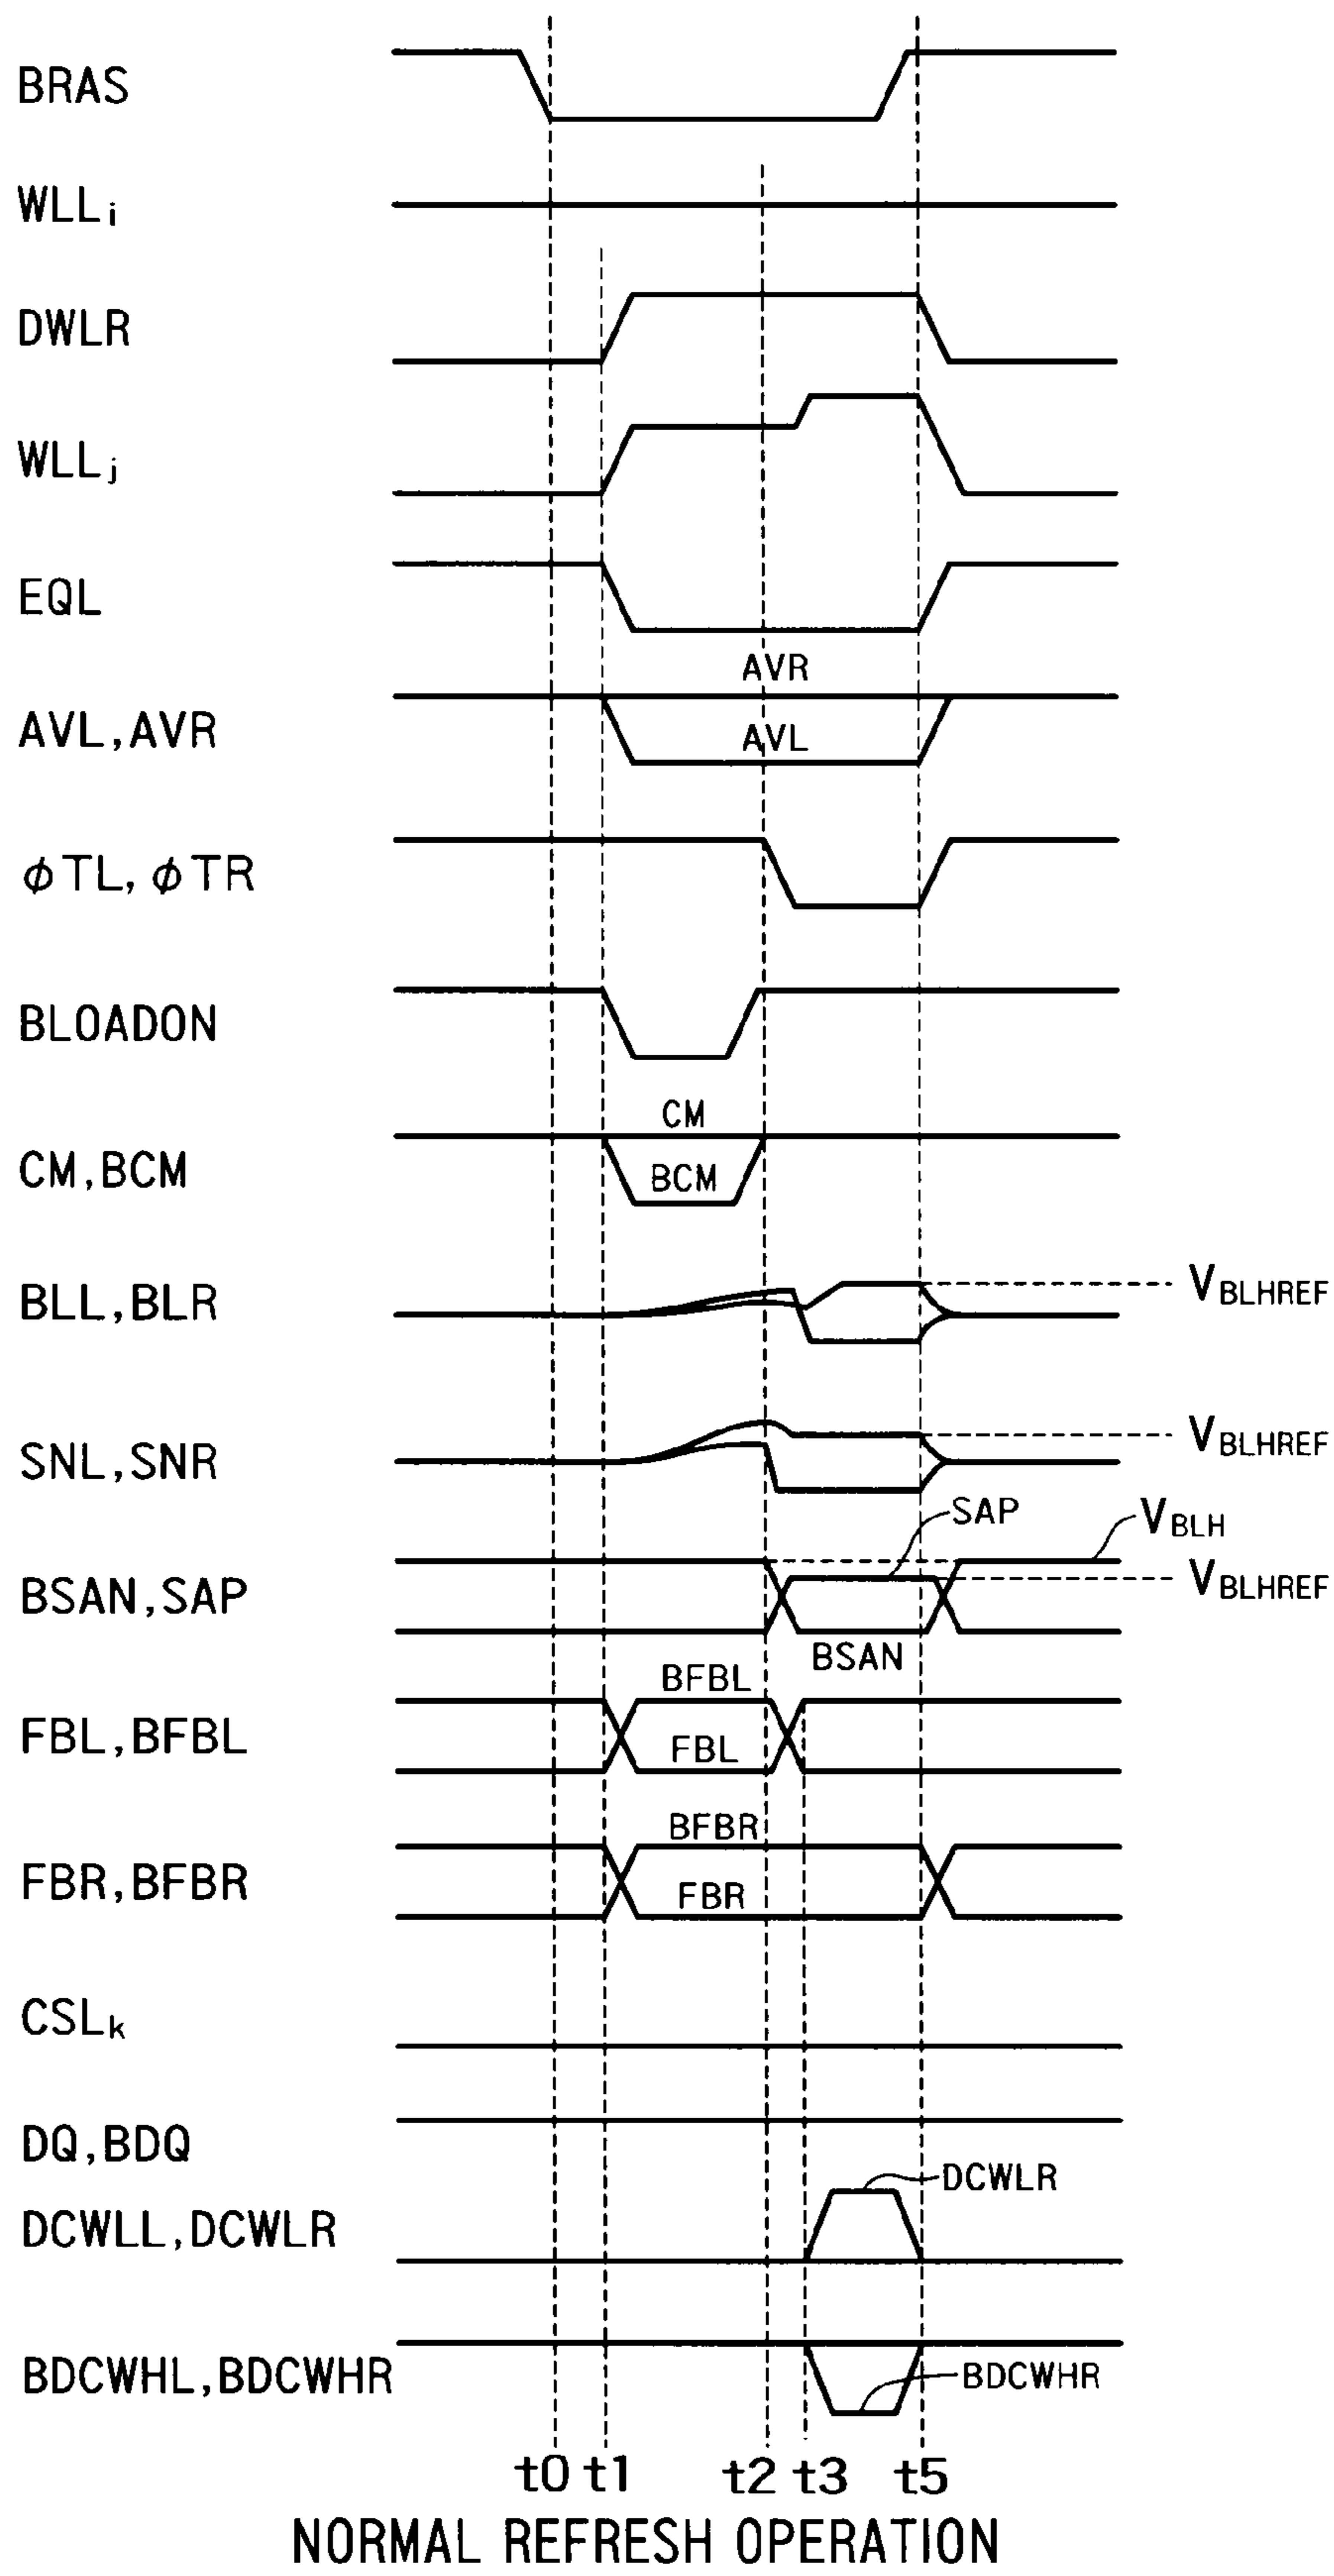 BRAS
WLLi
DWLR
WLLj
EQL
AVR
AVL,AVR
AVL
φTL, φTR
BLOADON
CM
CM,BCM
BCM
BLL,BLR
VBLHREF
SNL,SNR
VBLHREF
SAP
VBLH
BSAN,SAP
VBLHREF
BSAN
BFBL
FBL,BFBL
FBL
BFBR
FBR,BFBR
FBR
CSLk
DQ,BDQ
DCWLR
DCWLL,DCWLR
BDCWHL,BDCWHR
BDCWHR
t0 t1 t2 t3 t5
NORMAL REFRESH OPERATION